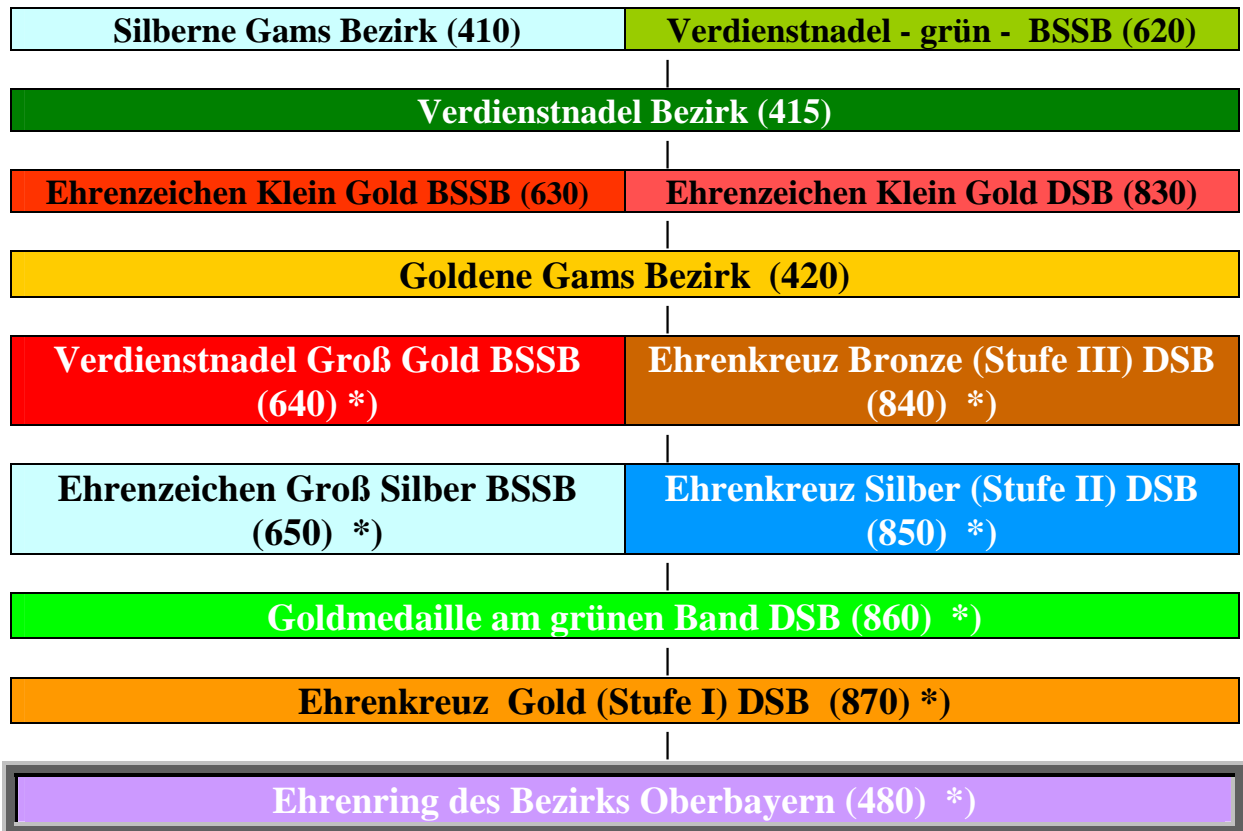 Silberne Gams Bezirk (410)
Verdienstnadel - grün - BSSB (620)
Verdienstnadel Bezirk (415)
Ehrenzeichen Klein Gold BSSB (630)
Ehrenzeichen Klein Gold DSB (830)
Goldene Gams Bezirk (420)
Verdienstnadel Groß Gold BSSB
(640) *)
Ehrenkreuz Bronze (Stufe III) DSB
(840) *)
Ehrenzeichen Groß Silber BSSB
(650) *)
Ehrenkreuz Silber (Stufe II) DSB
(850) *)
Goldmedaille am grünen Band DSB (860) *)
Ehrenkreuz Gold (Stufe I) DSB (870) *)
Ehrenring des Bezirks Oberbayern (480) *)